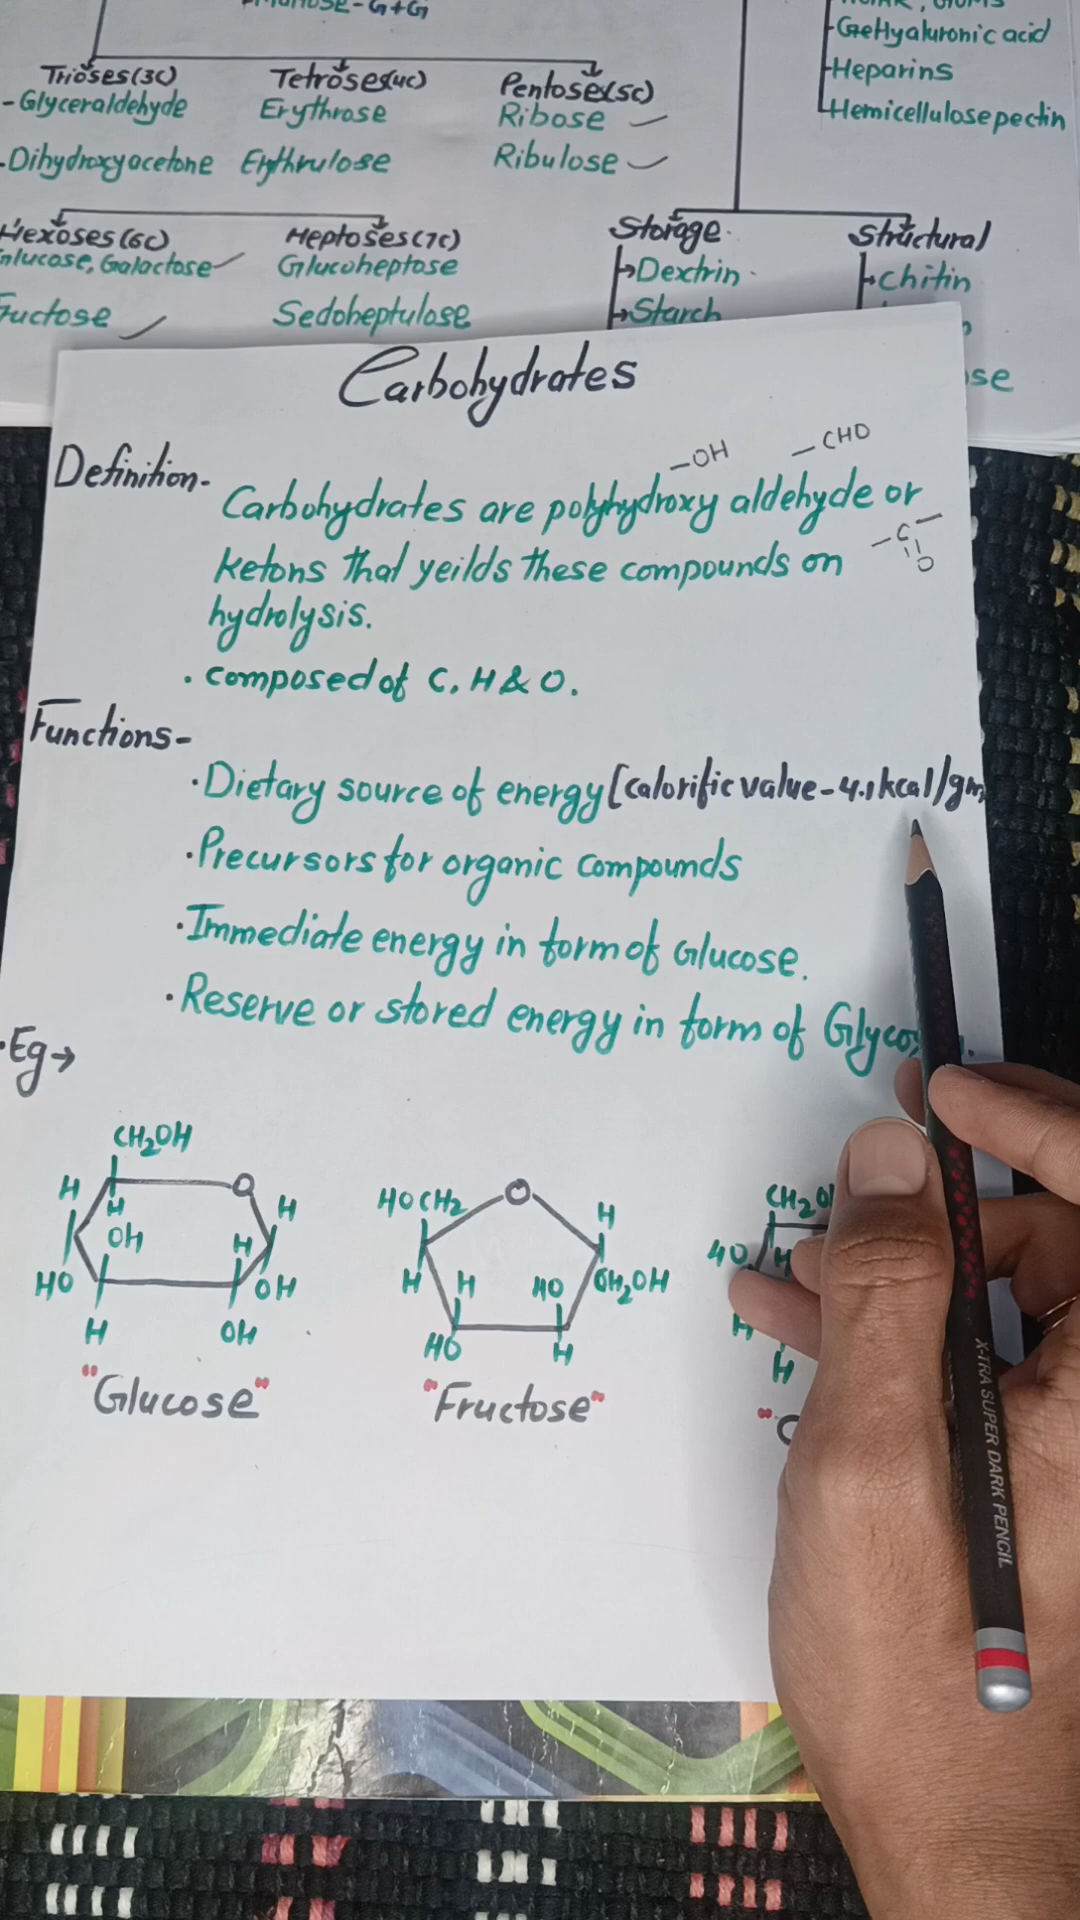 - G+G
Trioses(3C) Tetroses(4C) Pentoses(5C)
-Glyceraldehyde Erythrose Ribose
-Dihydroxyacetone Erythrulose Ribulose
Hexoses(6C) Heptoses(7C)
Glucose, Galactose Glucoheptose
Fuctose Sedoheptulose
Hyaluronic acid
Heparins
Hemicellulose pectin
Storage Structural
Dextrin Chitin
Starch
Carbohydrates
-OH -CHO
Definition-
Carbohydrates are polyhydroxy aldehyde or
ketons that yeilds these compounds on
-C-
O
hydrolysis.
. composed of C, H & O.
Functions-
.Dietary source of energy [calorific value-4.1kcal/gm
.Precursors for organic compounds
.Immediate energy in form of Glucose.
.Reserve or stored energy in form of
.Eg→
CH2OH
H H O H
OH H
HO OH
H OH
"Glucose"
HOCH2 O H
H H HO CH2OH
HO H
"Fructose"
H
H
X-TRA SUPER DARK PENCIL